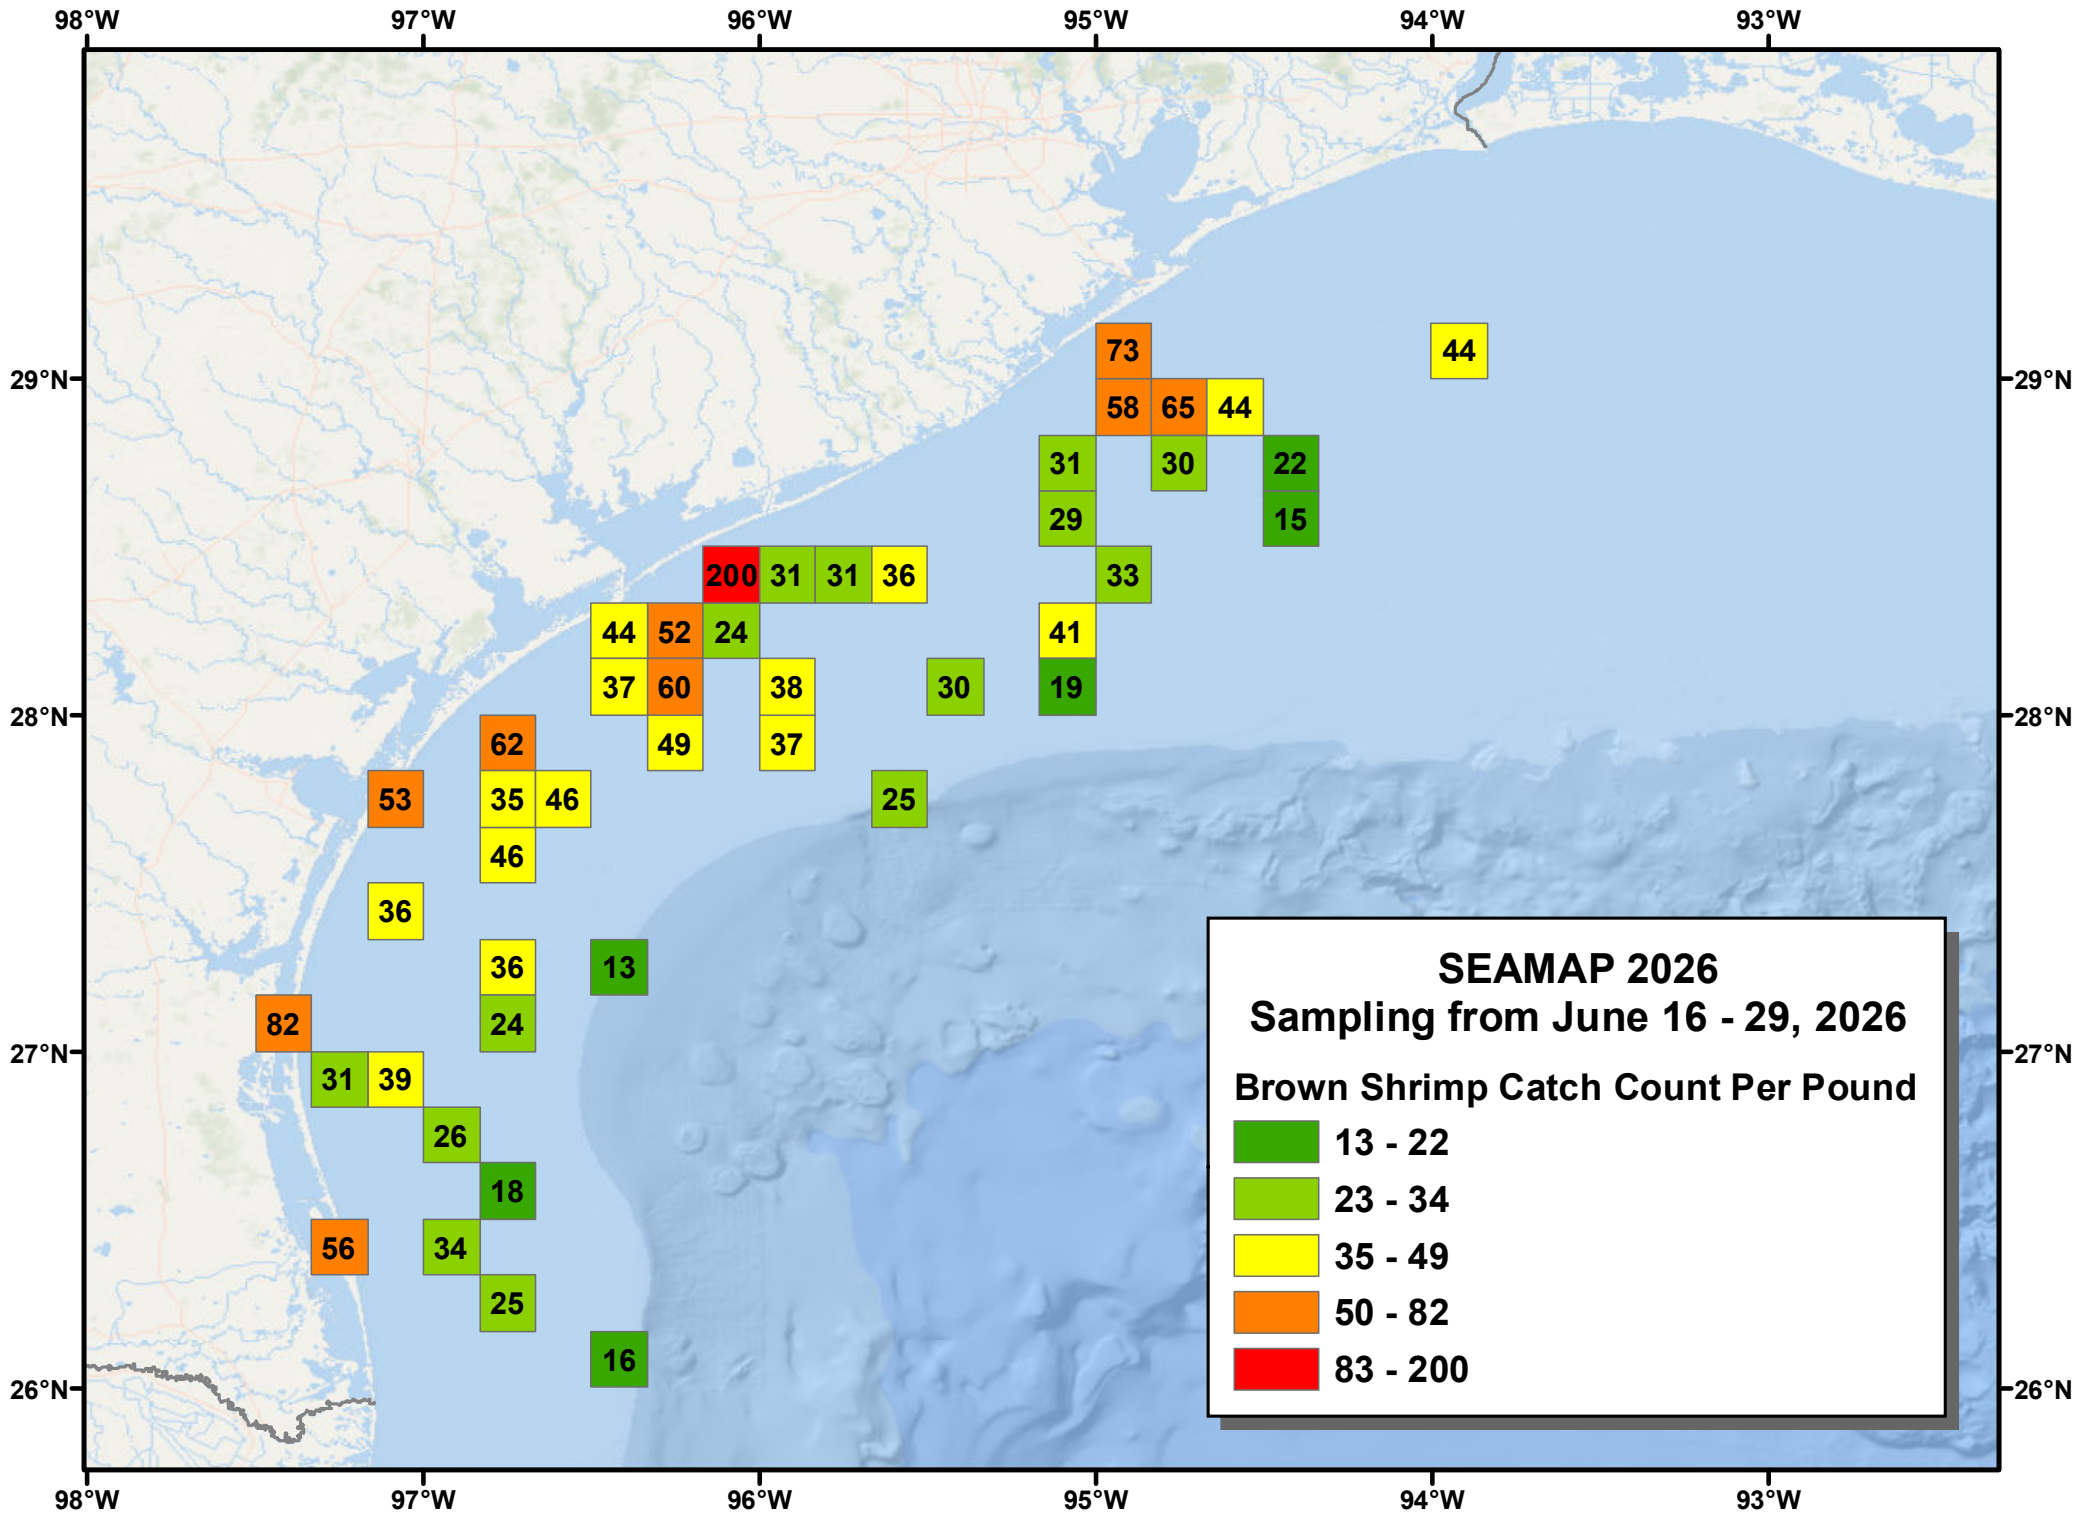 98°W 97°W 96°W 95°W 94°W 93°W
73 44
29°N 29°N
58 65 44
31 30 22
29 15
200 31 31 36 33
44 52 24 41
37 60 38 30 19
28°N 28°N
62 49 37
53 35 46 25
46
36
36 13
SEAMAP 2026
Sampling from June 16 - 29, 2026
82 24
27°N 27°N
31 39
Brown Shrimp Catch Count Per Pound
26
13 - 22
18
23 - 34
56 34
35 - 49
25
50 - 82
16
83 - 200
26°N 26°N
98°W 97°W 96°W 95°W 94°W 93°W